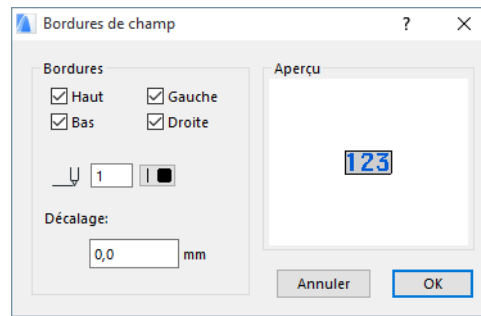 Bordures de champ
?
Bordures
Haut
Gauche
Bas
Droite
1
Décalage:
0,0
mm
Aperçu
123
Annuler
OK